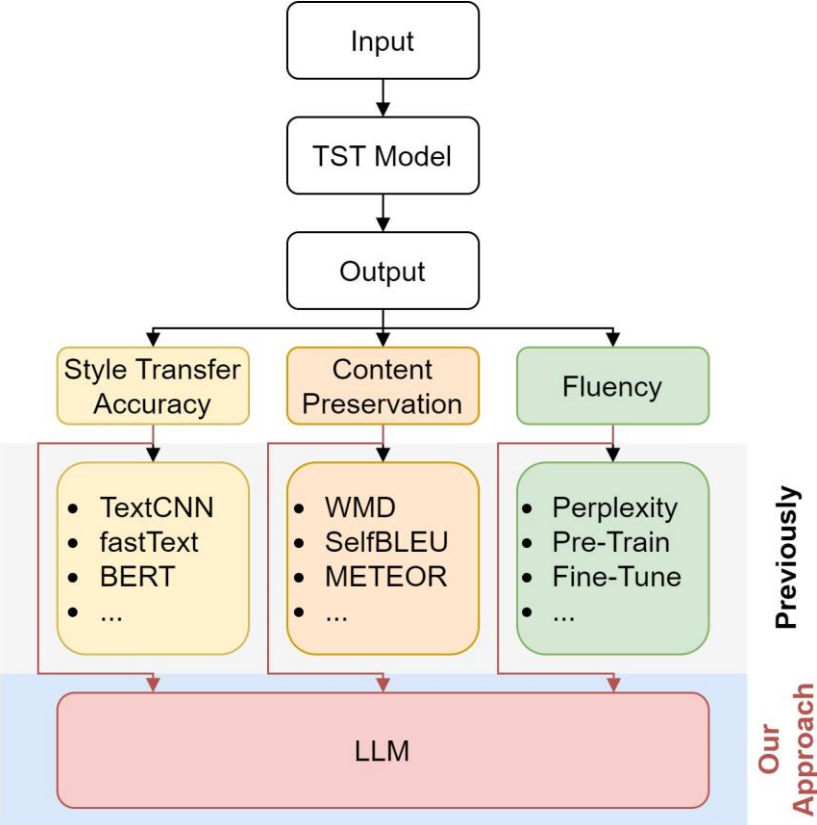 Input
TST Model
Output
Style Transfer
Accuracy
Content
Preservation
Fluency
• TextCNN
• fastText
• BERT
• ...
• WMD
• SelfBLEU
• METEOR
• ...
• Perplexity
• Pre-Train
• Fine-Tune
• ...
Previously
LLM
Our
Approach